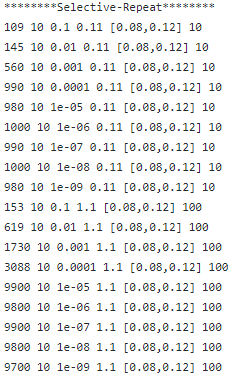 ********Selective-Repeat********
109 10 0.1 0.11 [0.08,0.12] 10
145 10 0.01 0.11 [0.08,0.12] 10
560 10 0.001 0.11 [0.08,0.12] 10
990 10 0.0001 0.11 [0.08,0.12] 10
980 10 1e-05 0.11 [0.08,0.12] 10
1000 10 1e-06 0.11 [0.08,0.12] 10
990 10 1e-07 0.11 [0.08,0.12] 10
1000 10 1e-08 0.11 [0.08,0.12] 10
980 10 1e-09 0.11 [0.08,0.12] 10
153 10 0.1 1.1 [0.08,0.12] 100
619 10 0.01 1.1 [0.08,0.12] 100
1730 10 0.001 1.1 [0.08,0.12] 100
3088 10 0.0001 1.1 [0.08,0.12] 100
9900 10 1e-05 1.1 [0.08,0.12] 100
9800 10 1e-06 1.1 [0.08,0.12] 100
9900 10 1e-07 1.1 [0.08,0.12] 100
9800 10 1e-08 1.1 [0.08,0.12] 100
9700 10 1e-09 1.1 [0.08,0.12] 100